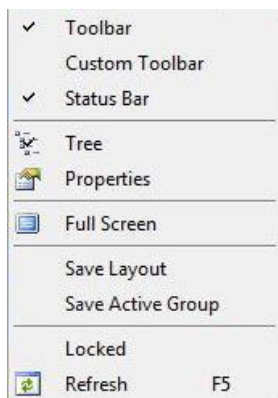 Toolbar
Custom Toolbar
Status Bar
Tree
Properties
Full Screen
Save Layout
Save Active Group
Locked
Refresh F5